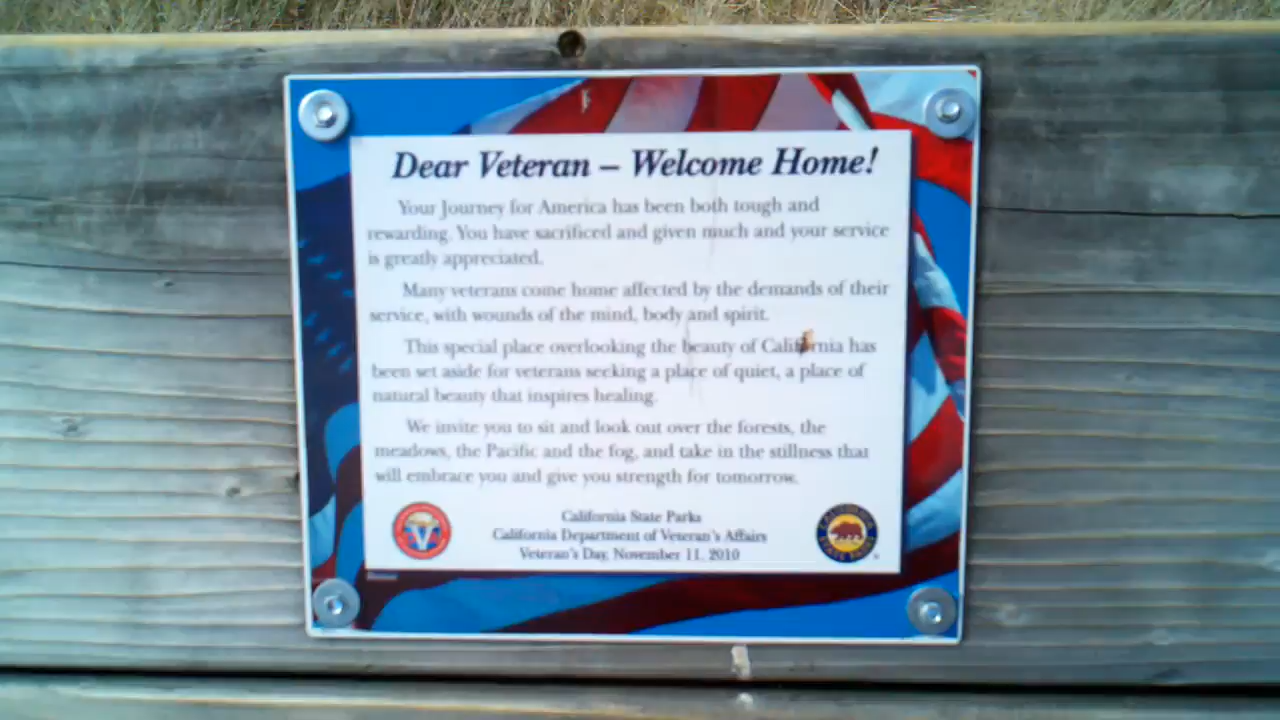 Dear Veteran – Welcome Home!
Your Journey for America has been both tough and
rewarding. You have sacrificed and given much and your service
is greatly appreciated.
Many veterans come home affected by the demands of their
service, with wounds of the mind, body and spirit.
This special place overlooking the beauty of California has
been set aside for veterans seeking a place of quiet, a place of
natural beauty that inspires healing.
We invite you to sit and look out over the forests, the
meadows, the Pacific and the fog, and take in the stillness that
will embrace you and give you strength for tomorrow.
California State Parks
California Department of Veteran's Affairs
Veteran's Day, November 11, 2010
V
CALIFORNIA
STATE PARKS